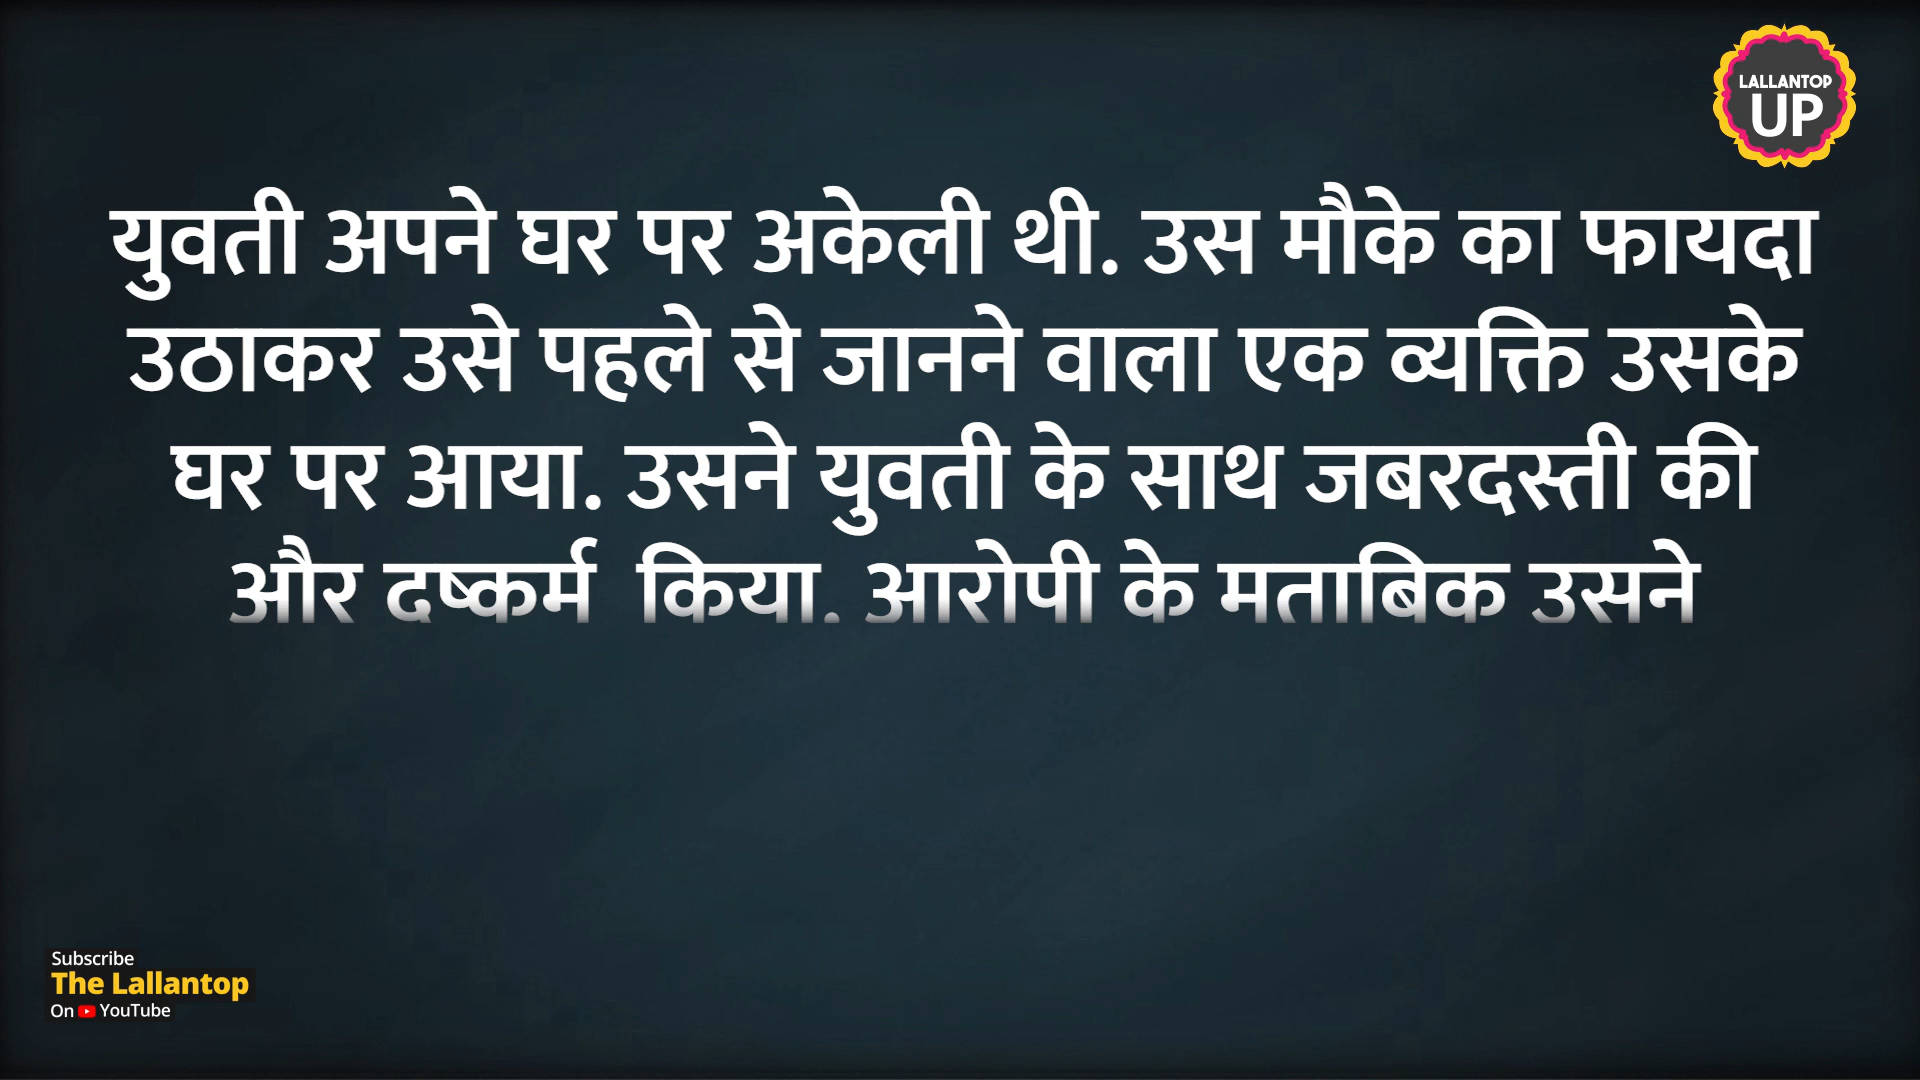 LALLANTOP
UP
युवती अपने घर पर अकेली थी. उस मौके का फायदा
उठाकर उसे पहले से जानने वाला एक व्यक्ति उसके
घर पर आया. उसने युवती के साथ जबरदस्ती की
और दुष्कर्म किया. आरोपी के मुताबिक उसने
Subscribe
The Lallantop
On YouTube